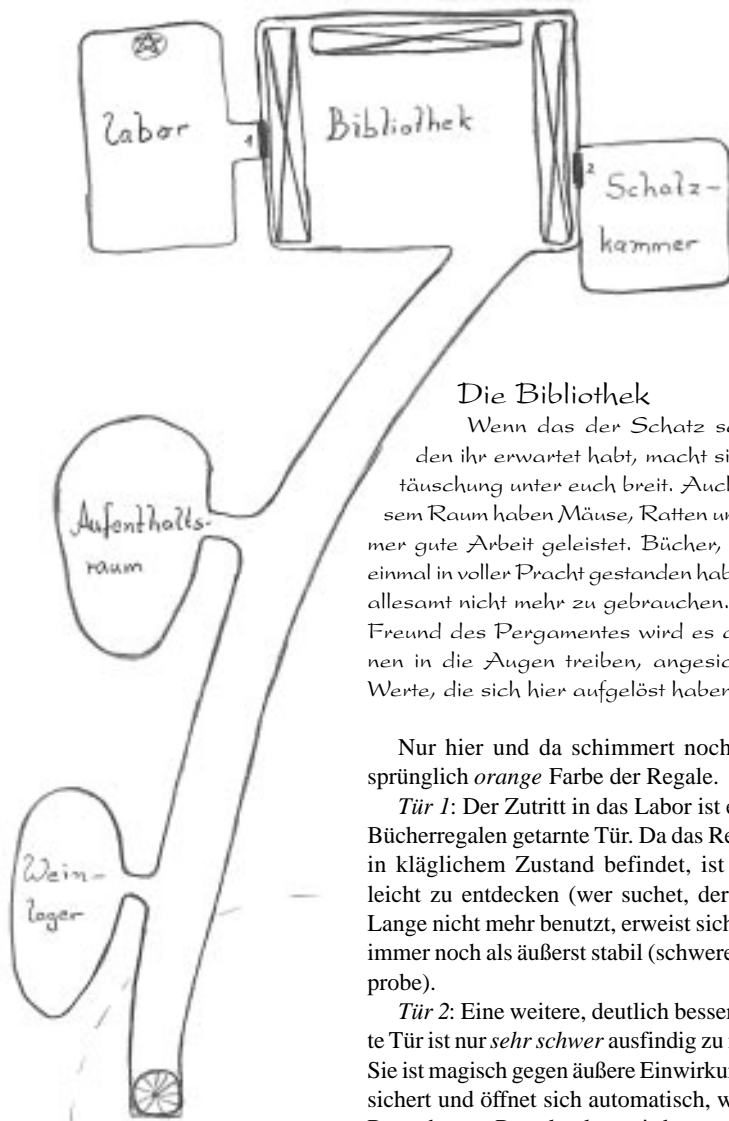 Labor
1
Bibliothek
2
Schatz-
kammer
Aufenthalts-
raum
Wein-
lager
Die Bibliothek
Wenn das der Schatz se
den ihr erwartet habt, macht si
täuschung unter euch breit. Auch
sem Raum haben Mäuse, Ratten un
mer gute Arbeit geleistet. Bücher,
einmal in voller Pracht gestanden hab
allesamt nicht mehr zu gebrauchen.
Freund des Pergamentes wird es d
nen in die Augen treiben, angesic
Werte, die sich hier aufgelöst haben
Nur hier und da schimmert noch
sprünglich orange Farbe der Regale.
Tür 1: Der Zutritt in das Labor ist e
Bücherregalen getarnte Tür. Da das Re
in kläglichem Zustand befindet, ist
leicht zu entdecken (wer suchet, der
Lange nicht mehr benutzt, erweist sich
immer noch als äußerst stabil (schwere
probe).
Tür 2: Eine weitere, deutlich besser
te Tür ist nur sehr schwer ausfindig zu
Sie ist magisch gegen äußere Einwirku
sichert und öffnet sich automatisch, w